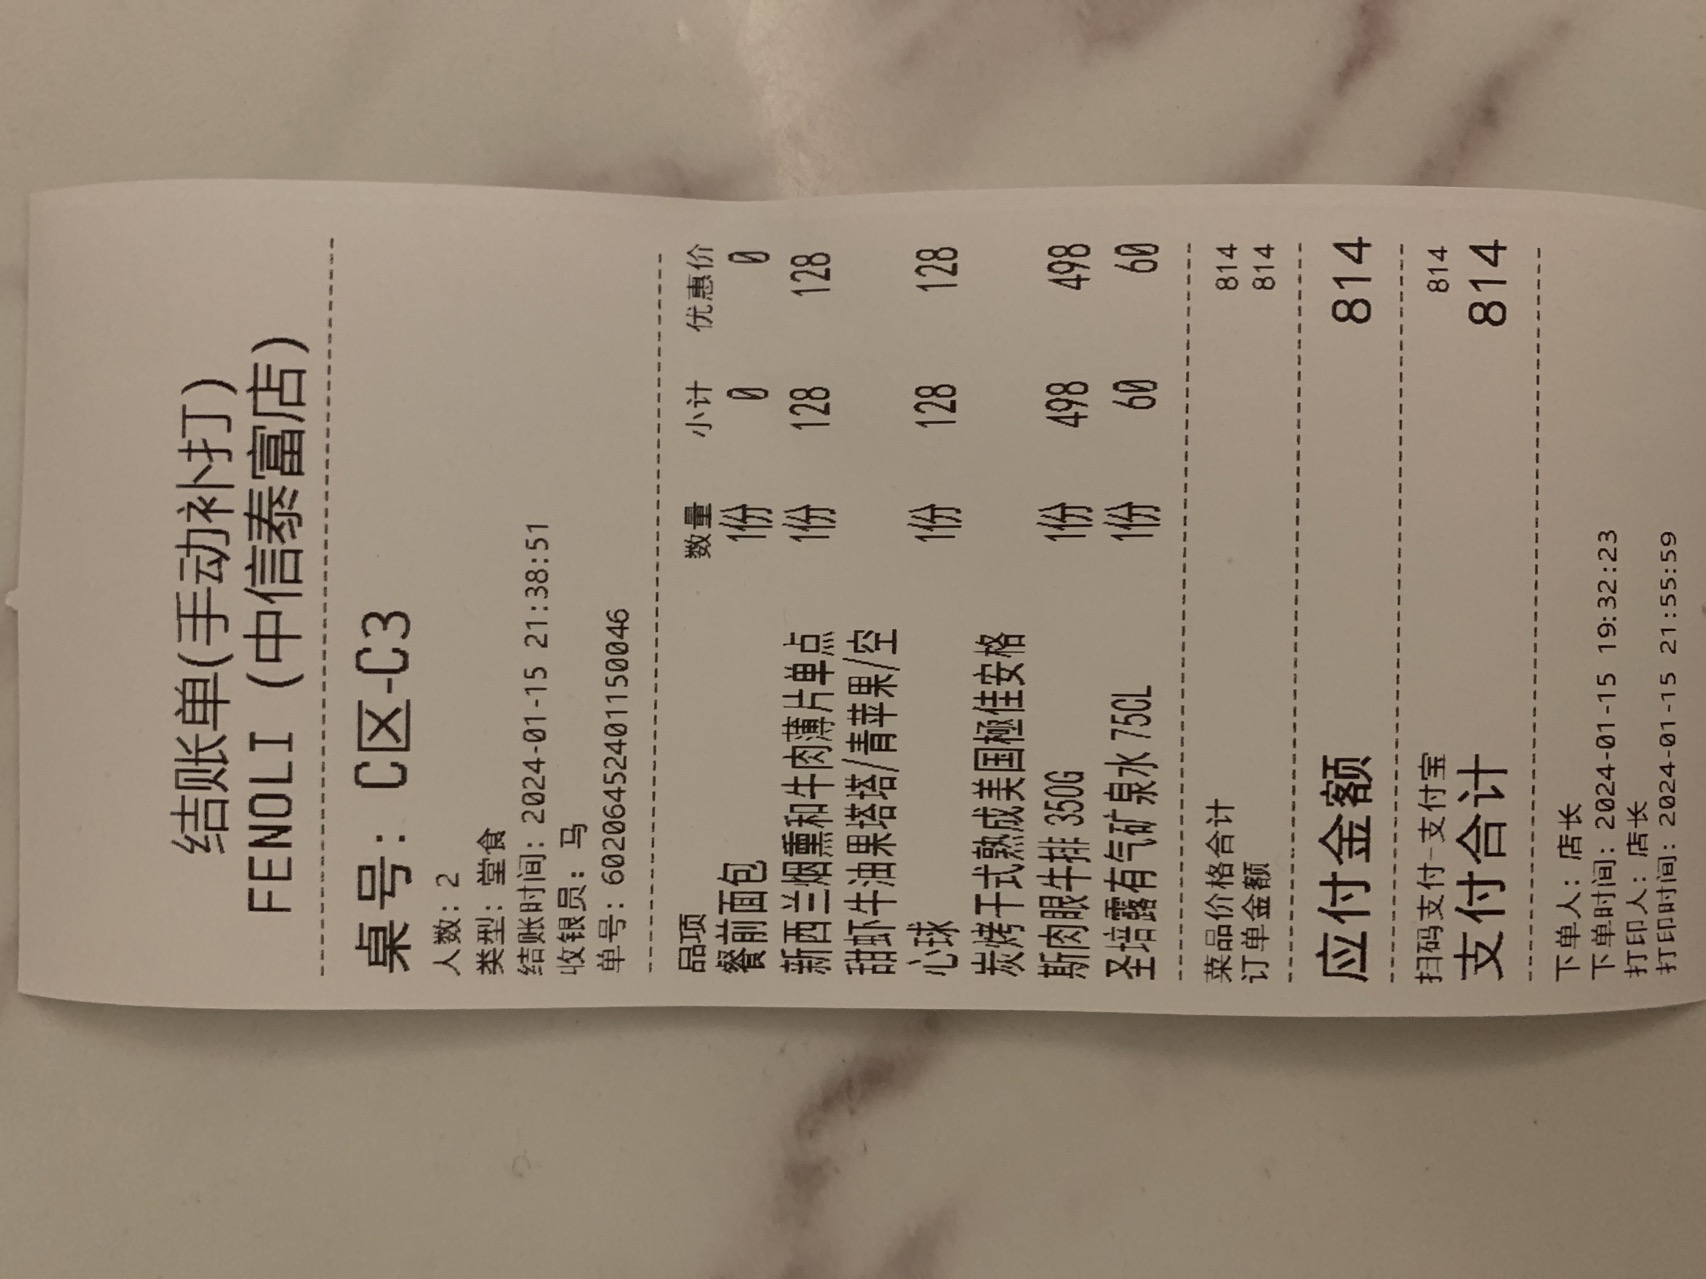 结账单(手动补打)
FENOLI (中信泰富店)
桌号: C区-C3
人数: 2
类型: 堂食
结账时间: 2024-01-15 21:38:51
收银员: 马
单号: 60206452401150046
品项 数量 小计 优惠价
餐前面包 1份 0 0
新西兰烟熏和牛肉薄片单点 1份 128 128
甜虾牛油果塔塔/青苹果/空
心球 1份 128 128
炭烤干式熟成美国極佳安格
斯肉眼牛排 350G 1份 498 498
圣培露有气矿泉水 75CL 1份 60 60
菜品价格合计 814
订单金额 814
应付金额 814
扫码支付-支付宝 814
支付合计 814
下单人: 店长
下单时间: 2024-01-15 19:32:23
打印人: 店长
打印时间: 2024-01-15 21:55:59